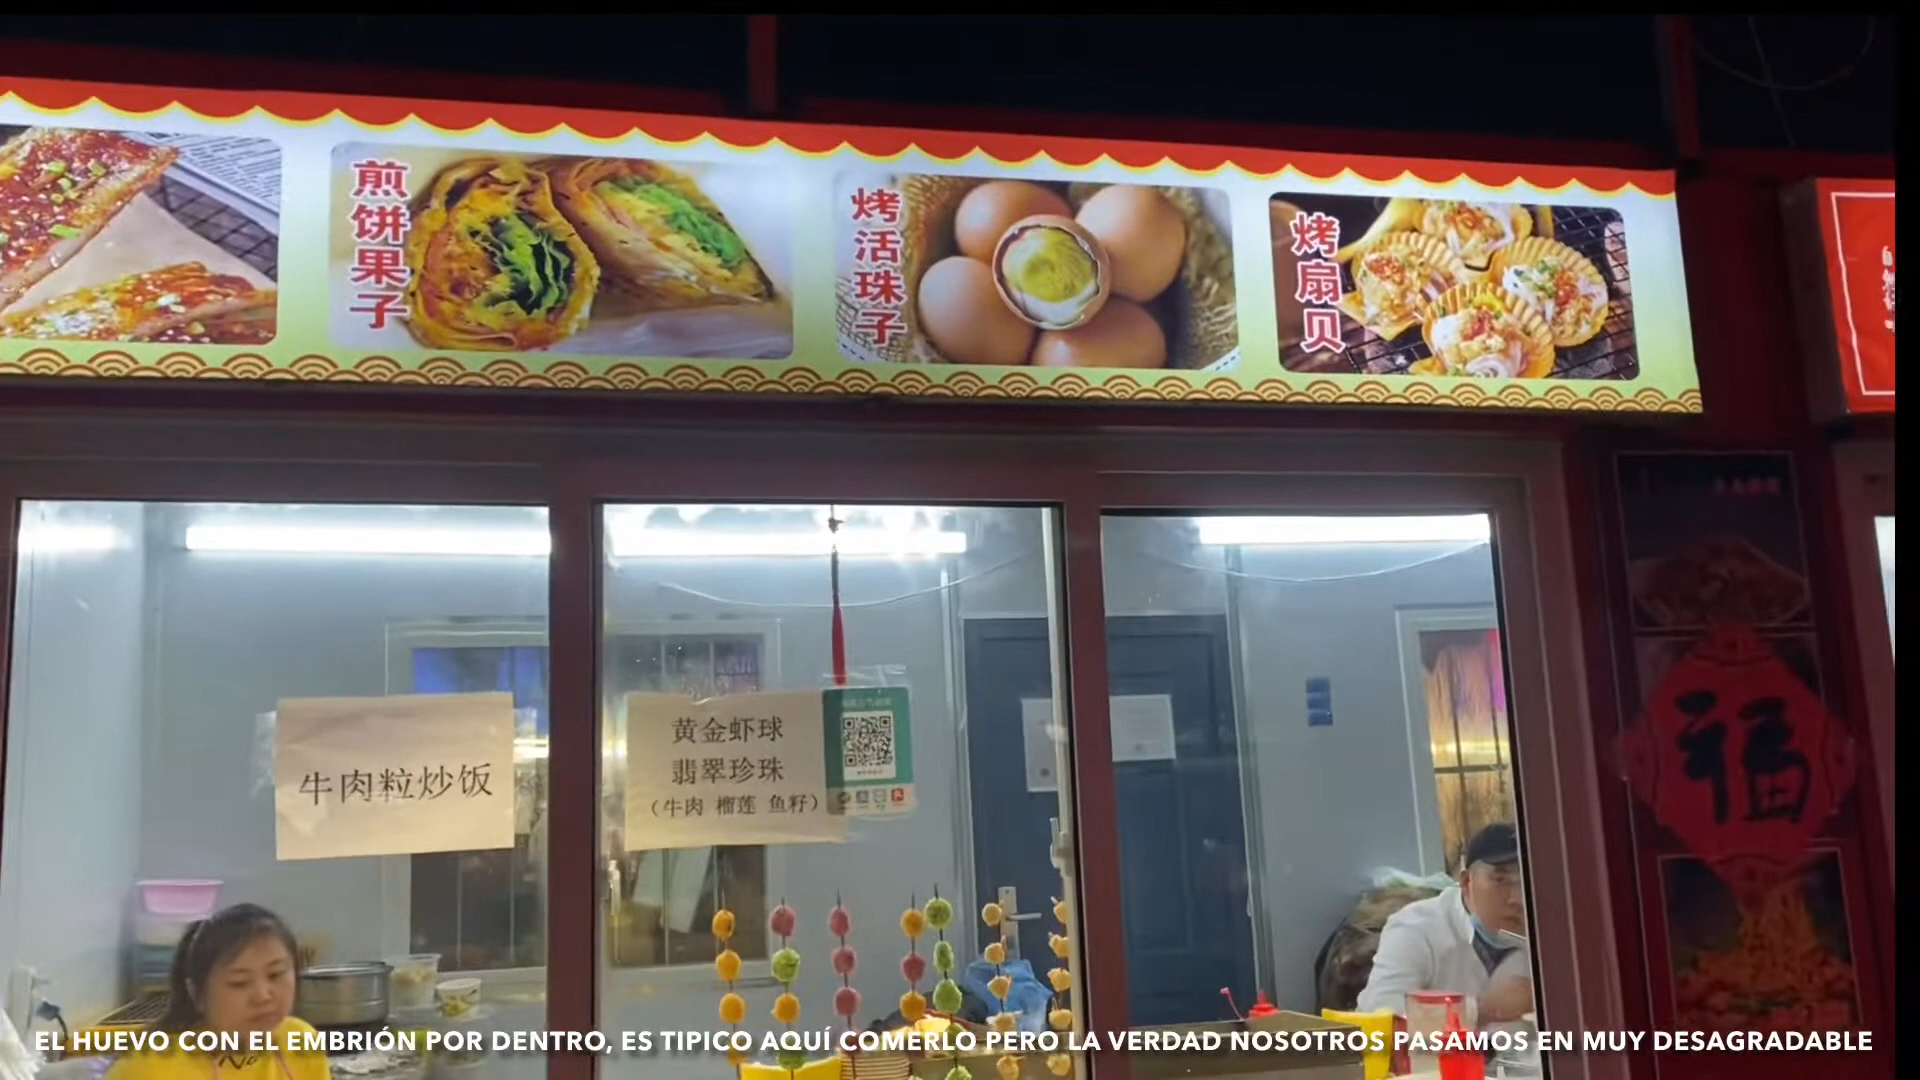 煎饼果子
烤活珠子
烤扇贝
牛肉粒炒饭
黄金虾球
翡翠珍珠
（牛肉 榴莲 鱼籽）
福
EL HUEVO CON EL EMBRIÓN POR DENTRO, ES TIPICO AQUÍ COMERLO PERO LA VERDAD NOSOTROS PASAMOS EN MUY DESAGRADABLE